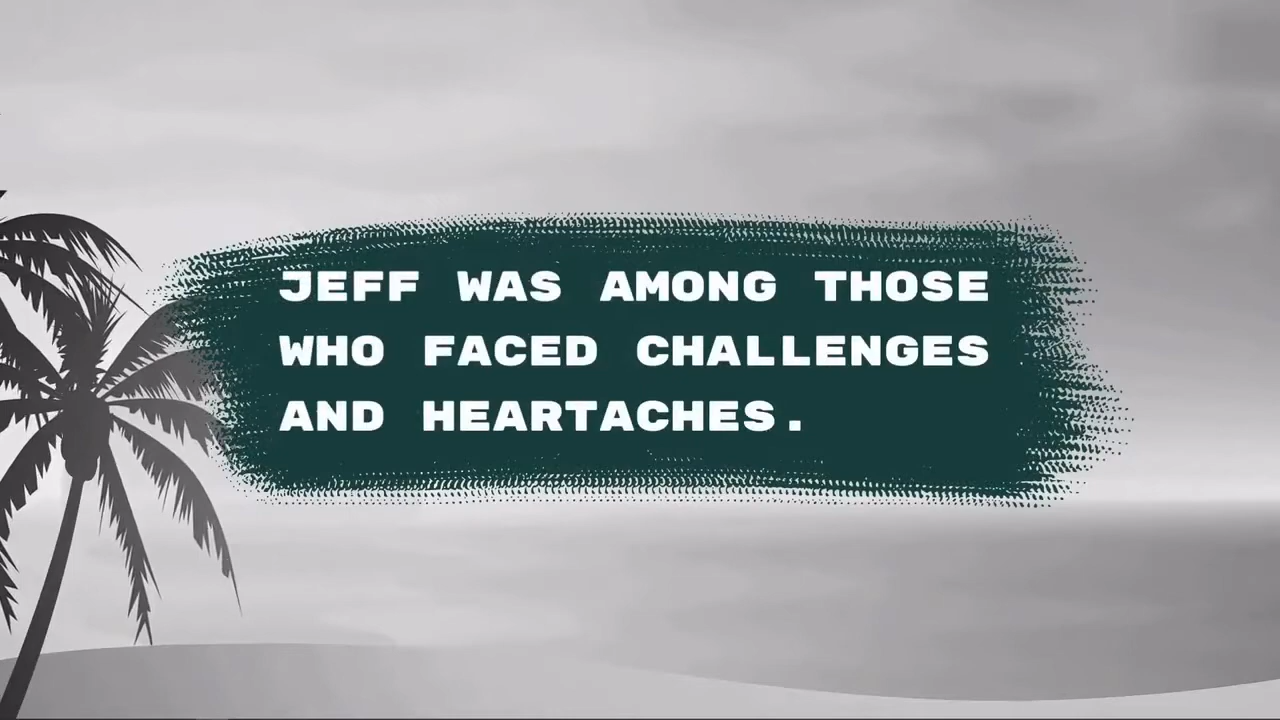 JEFF WAS AMONG THOSE
WHO FACED CHALLENGES
AND HEARTACHES.